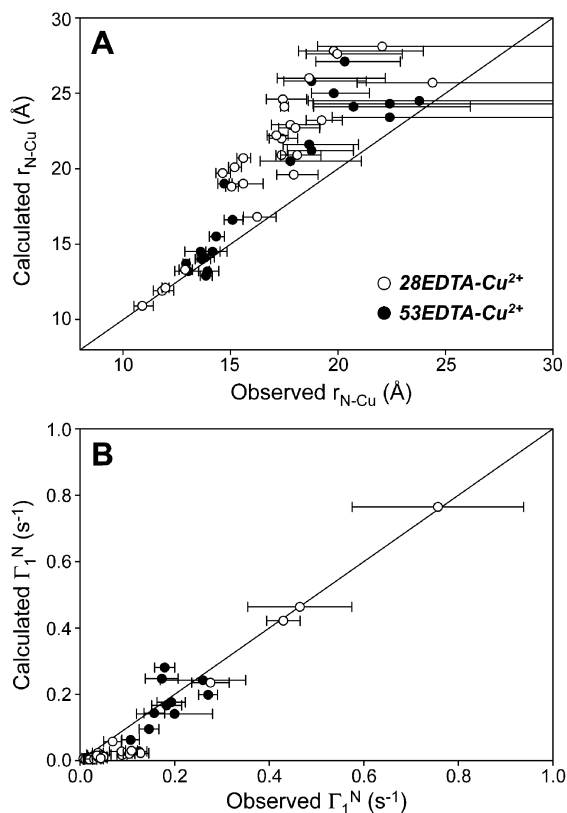 A
30
25
20
15
10
Calculated r_N-Cu (Å)
28EDTA-Cu²⁺
53EDTA-Cu²⁺
10 15 20 25 30
Observed r_N-Cu (Å)
B
1.0
0.8
0.6
0.4
0.2
0.0
Calculated Γ₁ᴺ (s⁻¹)
0.0 0.2 0.4 0.6 0.8 1.0
Observed Γ₁ᴺ (s⁻¹)